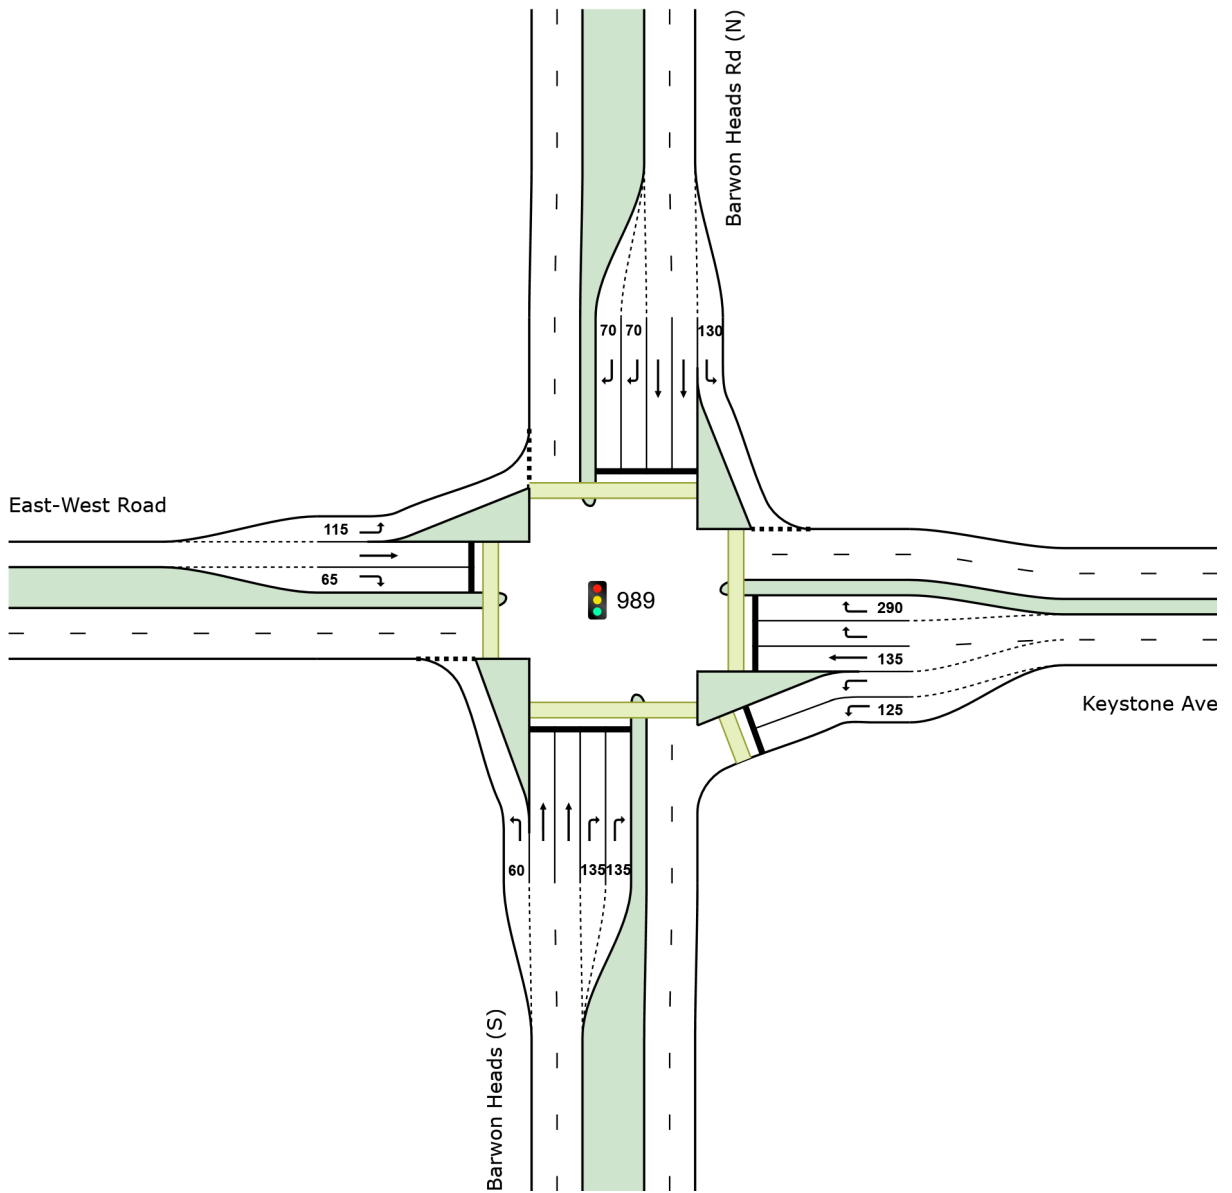 Barwon Heads Rd (N)
70 70 130
East-West Road
115
65
989
290
135
125
Keystone Ave
60 135 135
Barwon Heads (S)